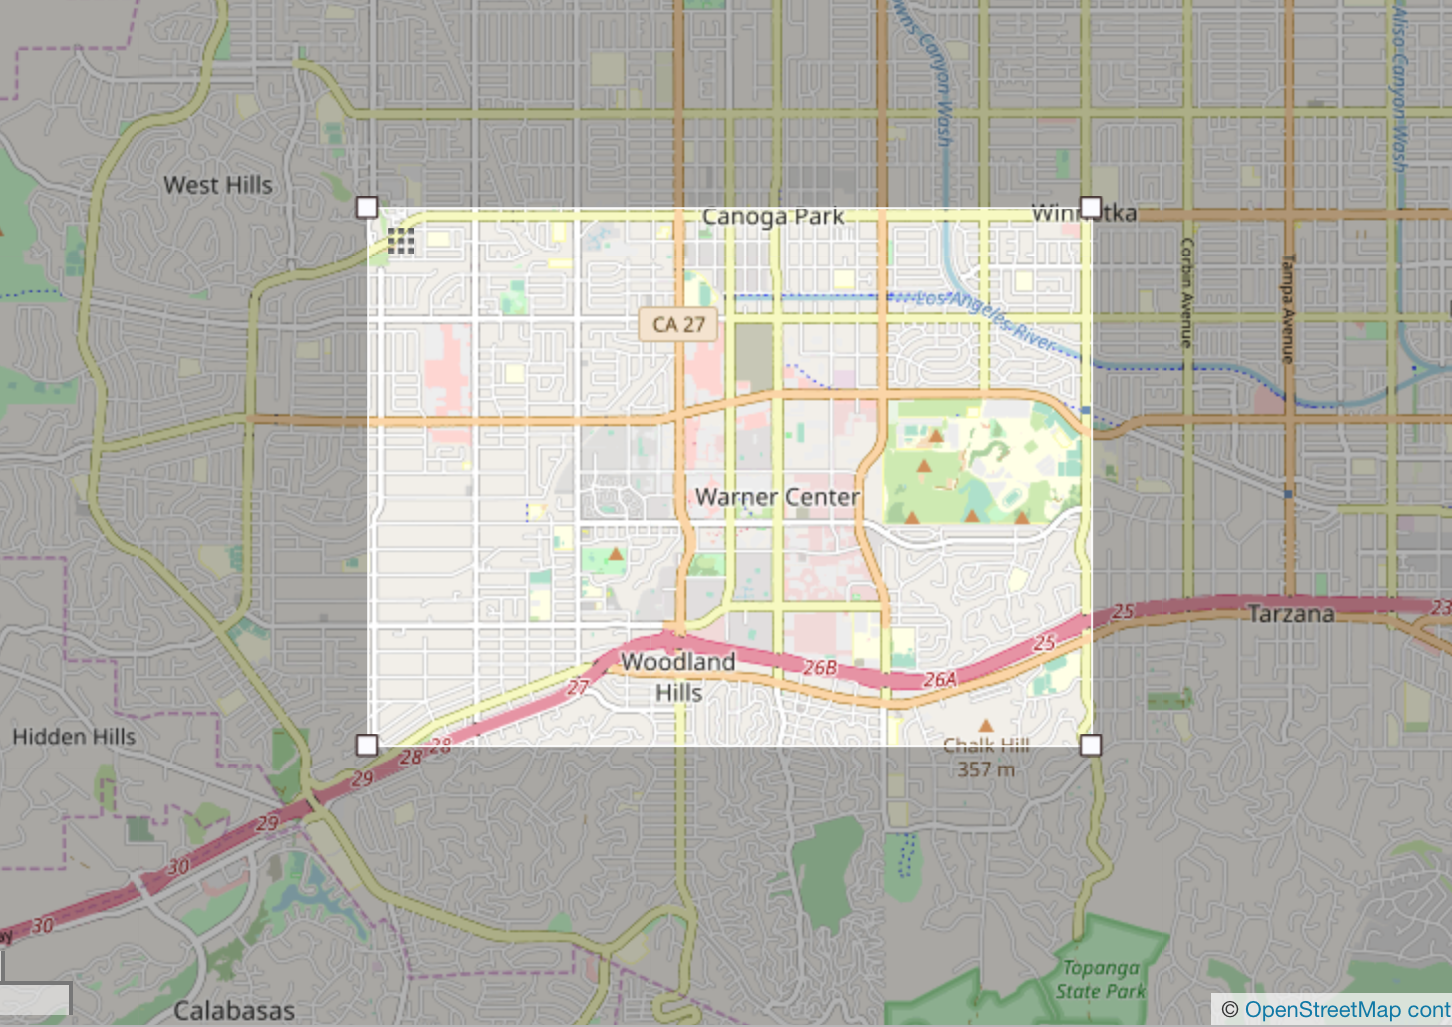 owns Canyon Wash
Aliso Canyon Wash
West Hills
Canoga Park
Corbin Avenue
Tampa Avenue
Los Angeles River
CA 27
Warner Center
25
25
23
Tarzana
Woodland
Hills
26B
26A
27
Hidden Hills
28
28
29
29
30
30
Chalk Hill
357 m
Topanga
State Park
Calabasas
© OpenStreetMap cont